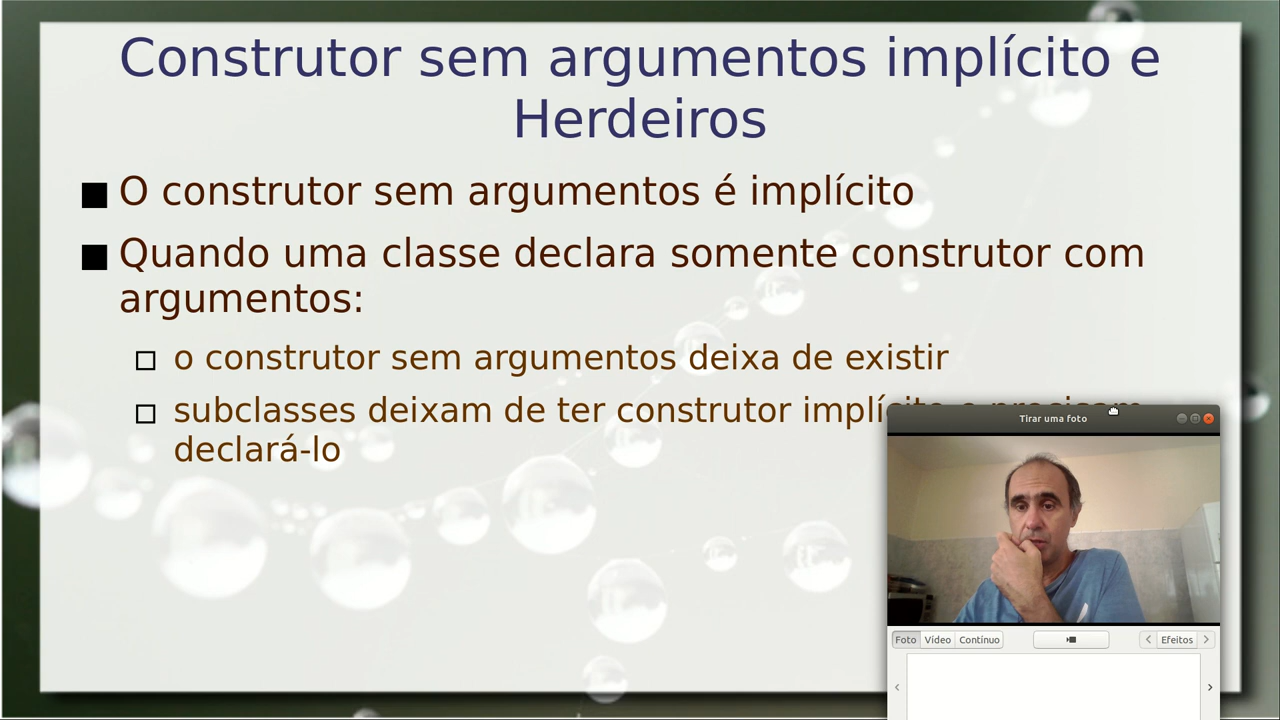 Construtor sem argumentos implícito e
Herdeiros
O construtor sem argumentos é implícito
Quando uma classe declara somente construtor com
argumentos:
o construtor sem argumentos deixa de existir
subclasses deixam de ter construtor implícito e precisam
declará-lo
Tirar uma foto
Foto Vídeo Contínuo Efeitos